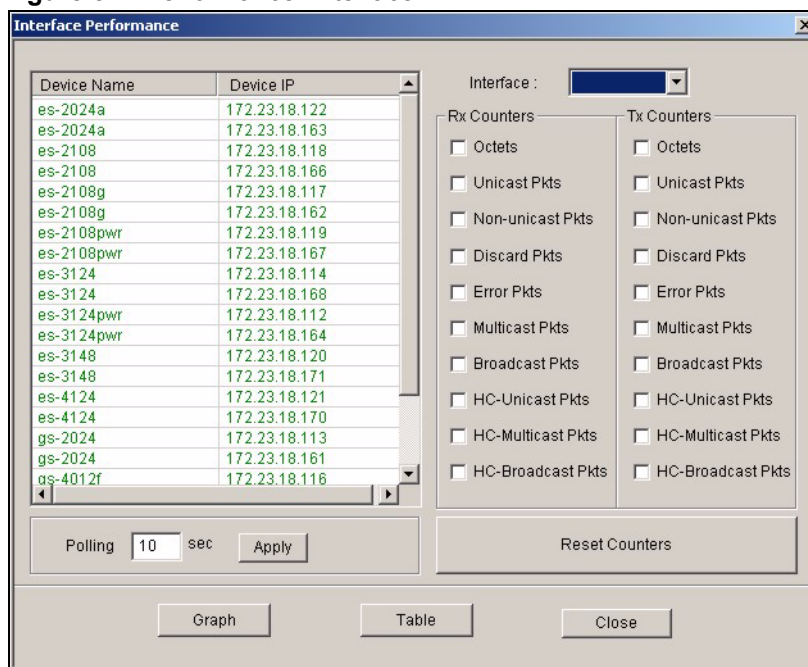 Interface Performance
Device Name Device IP
es-2024a 172.23.18.122
es-2024a 172.23.18.163
es-2108 172.23.18.118
es-2108 172.23.18.166
es-2108g 172.23.18.117
es-2108g 172.23.18.162
es-2108pwr 172.23.18.119
es-2108pwr 172.23.18.167
es-3124 172.23.18.114
es-3124 172.23.18.168
es-3124pwr 172.23.18.112
es-3124pwr 172.23.18.164
es-3148 172.23.18.120
es-3148 172.23.18.171
es-4124 172.23.18.121
es-4124 172.23.18.170
gs-2024 172.23.18.113
gs-2024 172.23.18.161
gs-4012f 172.23.18.116
Polling 10 sec Apply
Interface :
Rx Counters
Octets
Unicast Pkts
Non-unicast Pkts
Discard Pkts
Error Pkts
Multicast Pkts
Broadcast Pkts
HC-Unicast Pkts
HC-Multicast Pkts
HC-Broadcast Pkts
Tx Counters
Octets
Unicast Pkts
Non-unicast Pkts
Discard Pkts
Error Pkts
Multicast Pkts
Broadcast Pkts
HC-Unicast Pkts
HC-Multicast Pkts
HC-Broadcast Pkts
Reset Counters
Graph Table Close